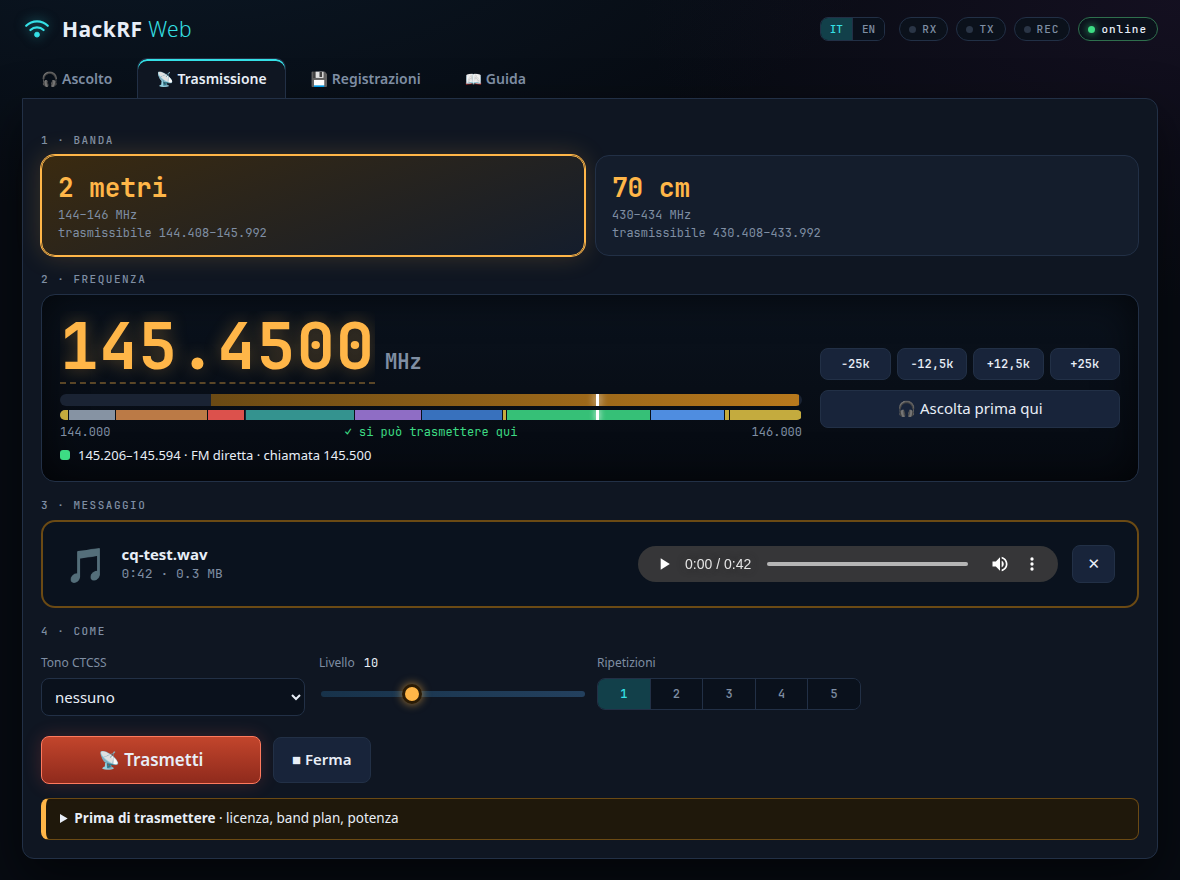 HackRF Web
IT EN RX TX REC online
Ascolto Trasmissione Registrazioni Guida
1 · BANDA
2 metri
144–146 MHz
trasmissibile 144.408–145.992
70 cm
430–434 MHz
trasmissibile 430.408–433.992
2 · FREQUENZA
145.4500 MHz
-25k -12,5k +12,5k +25k
Ascolta prima qui
144.000 ✓ si può trasmettere qui 146.000
145.206–145.594 · FM diretta · chiamata 145.500
3 · MESSAGGIO
cq-test.wav
0:42 · 0.3 MB
0:00 / 0:42
✕
4 · COME
Tono CTCSS Livello 10 Ripetizioni
nessuno
1 2 3 4 5
Trasmetti ■ Ferma
▶ Prima di trasmettere · licenza, band plan, potenza